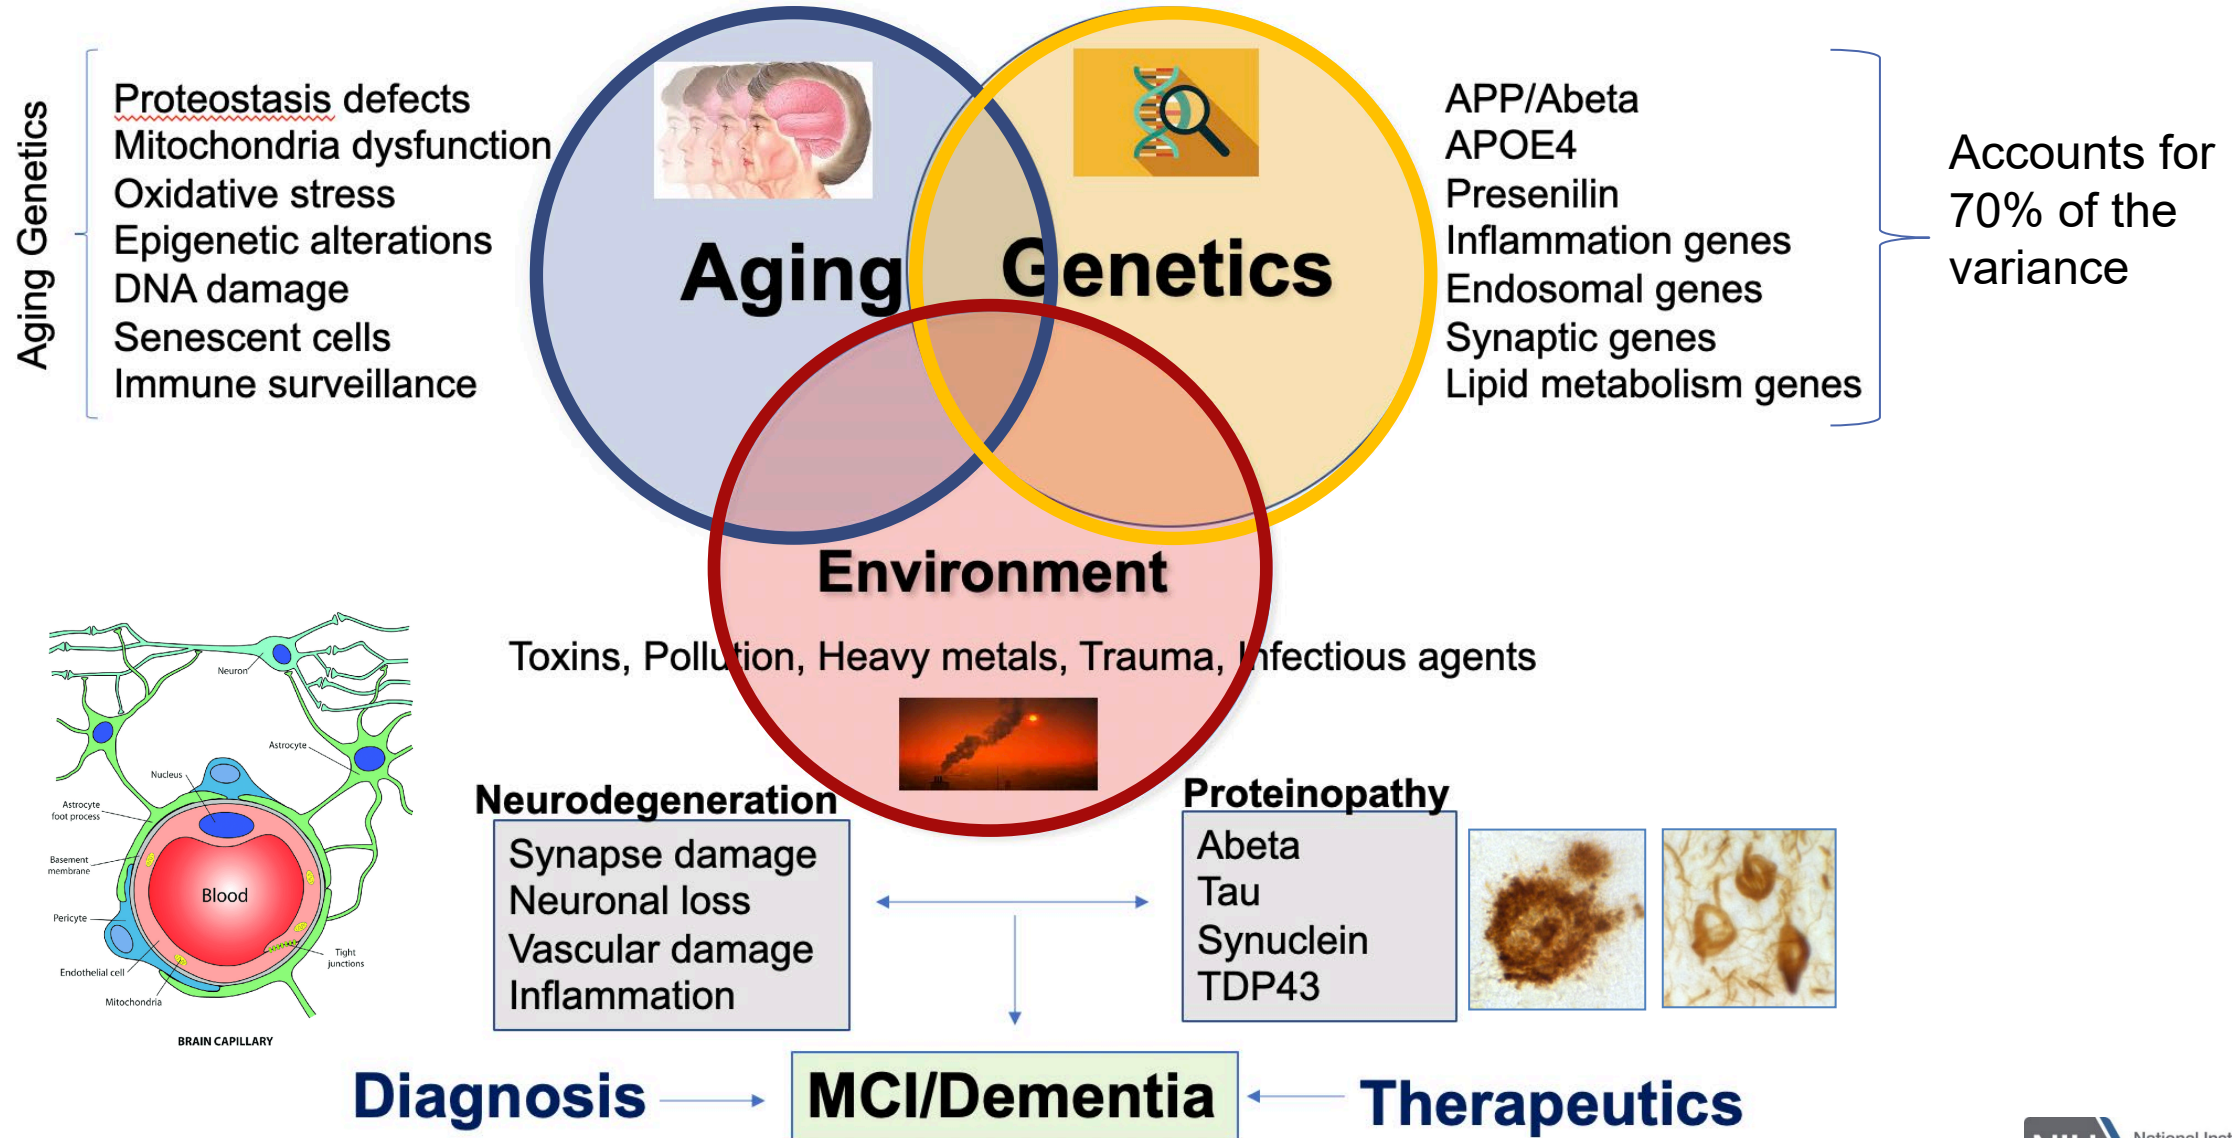 Aging Genetics
Proteostasis defects
Mitochondria dysfunction
Oxidative stress
Epigenetic alterations
DNA damage
Senescent cells
Immune surveillance
Aging
Genetics
APP/Abeta
APOE4
Presenilin
Inflammation genes
Endosomal genes
Synaptic genes
Lipid metabolism genes
Accounts for
70% of the
variance
Environment
Toxins, Pollution, Heavy metals, Trauma, Infectious agents
Neuron
Astrocyte
Nucleus
Astrocyte
foot process
Basement
membrane
Blood
Pericyte
Tight
junctions
Endothelial cell
Mitochondria
BRAIN CAPILLARY
Neurodegeneration
Synapse damage
Neuronal loss
Vascular damage
Inflammation
Proteinopathy
Abeta
Tau
Synuclein
TDP43
Diagnosis
MCI/Dementia
Therapeutics